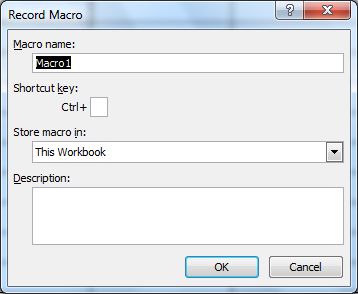 Record Macro
Macro name:
Macro1
Shortcut key:
Ctrl+
Store macro in:
This Workbook
Description:
OK
Cancel